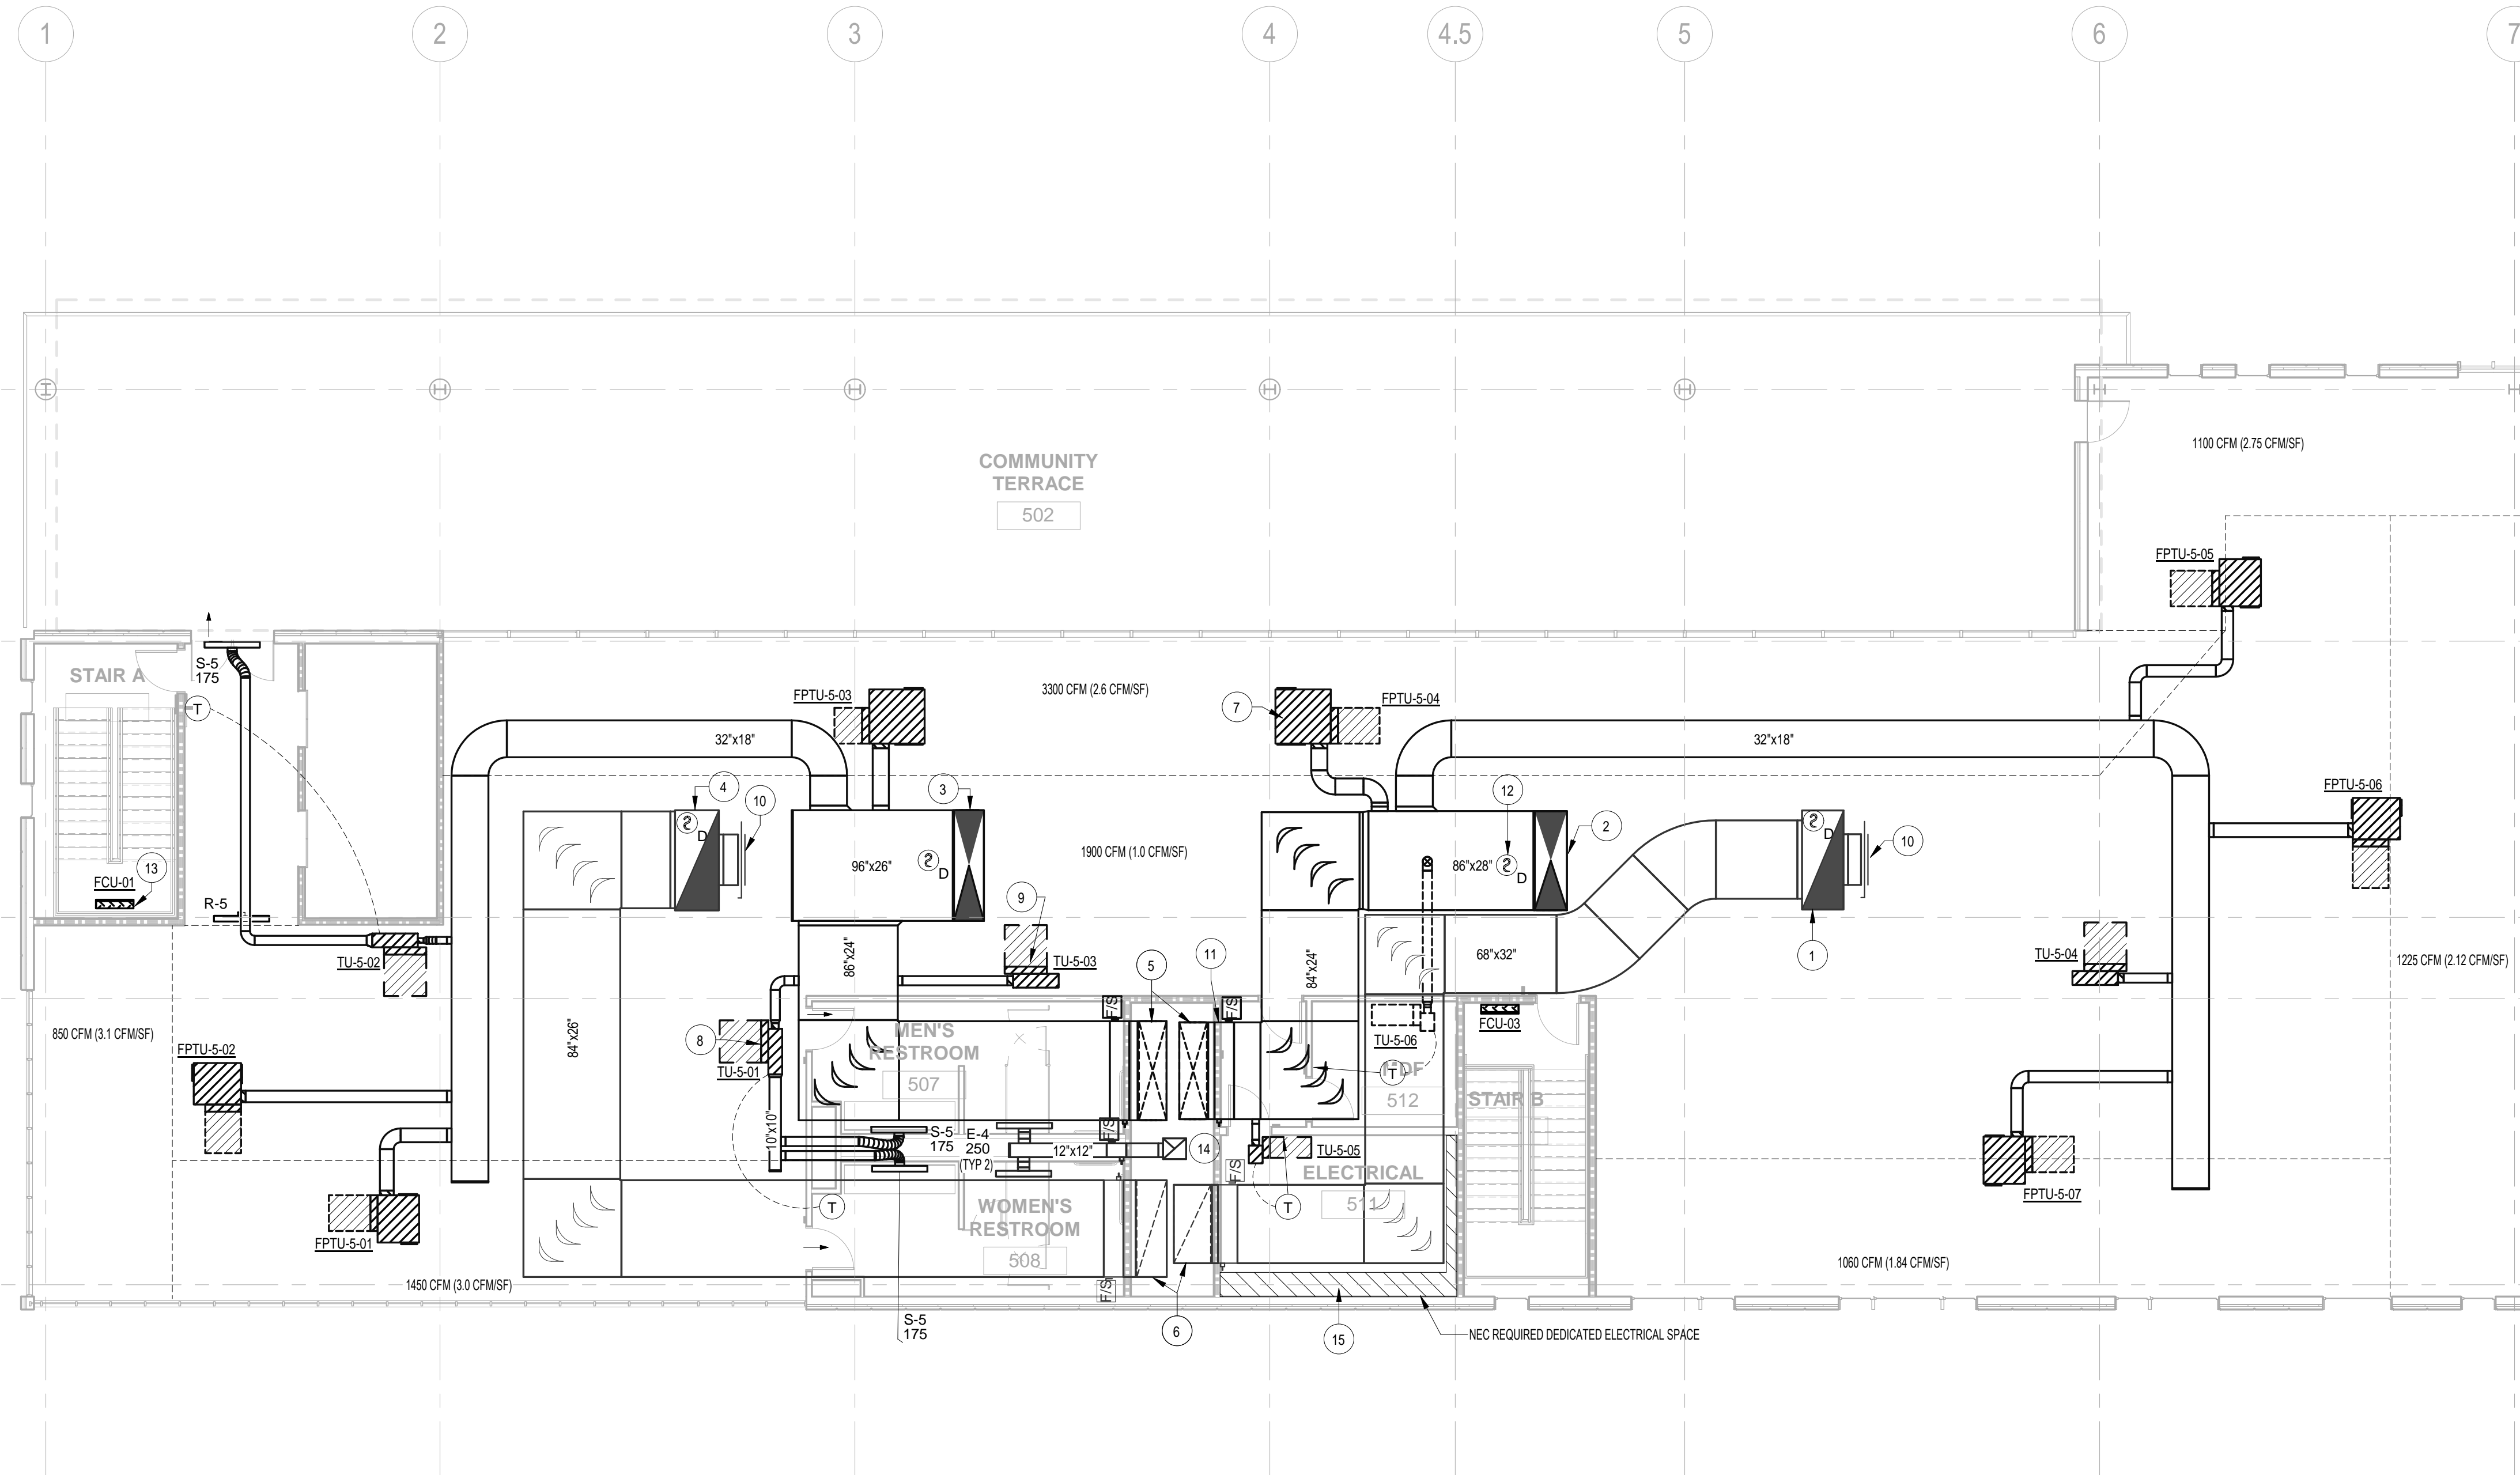 1
2
3
4
4.5
5
6
7
COMMUNITY
TERRACE
502
1100 CFM (2.75 CFM/SF)
FPTU-5-05
STAIR A
S-5
175
T
FPTU-5-03
3300 CFM (2.6 CFM/SF)
7
FPTU-5-04
32"x18"
32"x18"
4
10
3
12
2
FPTU-5-06
D
D
D
D
10
1900 CFM (1.0 CFM/SF)
96"x26"
86"x28"
13
FCU-01
R-5
9
TU-5-02
86"x24"
TU-5-03
5
11
84"x24"
68"x32"
1
TU-5-04
1225 CFM (2.12 CFM/SF)
850 CFM (3.1 CFM/SF)
84"x26"
F/S
F/S
FCU-03
FPTU-5-02
8
TU-5-01
MEN'S
RESTROOM
507
TU-5-06
T
512
STAIR B
10"x10"
S-5
175
E-4
250
(TYP 2)
12"x12"
F/S
14
TU-5-05
F/S
ELECTRICAL
511
T
T
WOMEN'S
RESTROOM
508
FPTU-5-01
FPTU-5-07
1450 CFM (3.0 CFM/SF)
F/S
1060 CFM (1.84 CFM/SF)
S-5
175
6
15
NEC REQUIRED DEDICATED ELECTRICAL SPACE